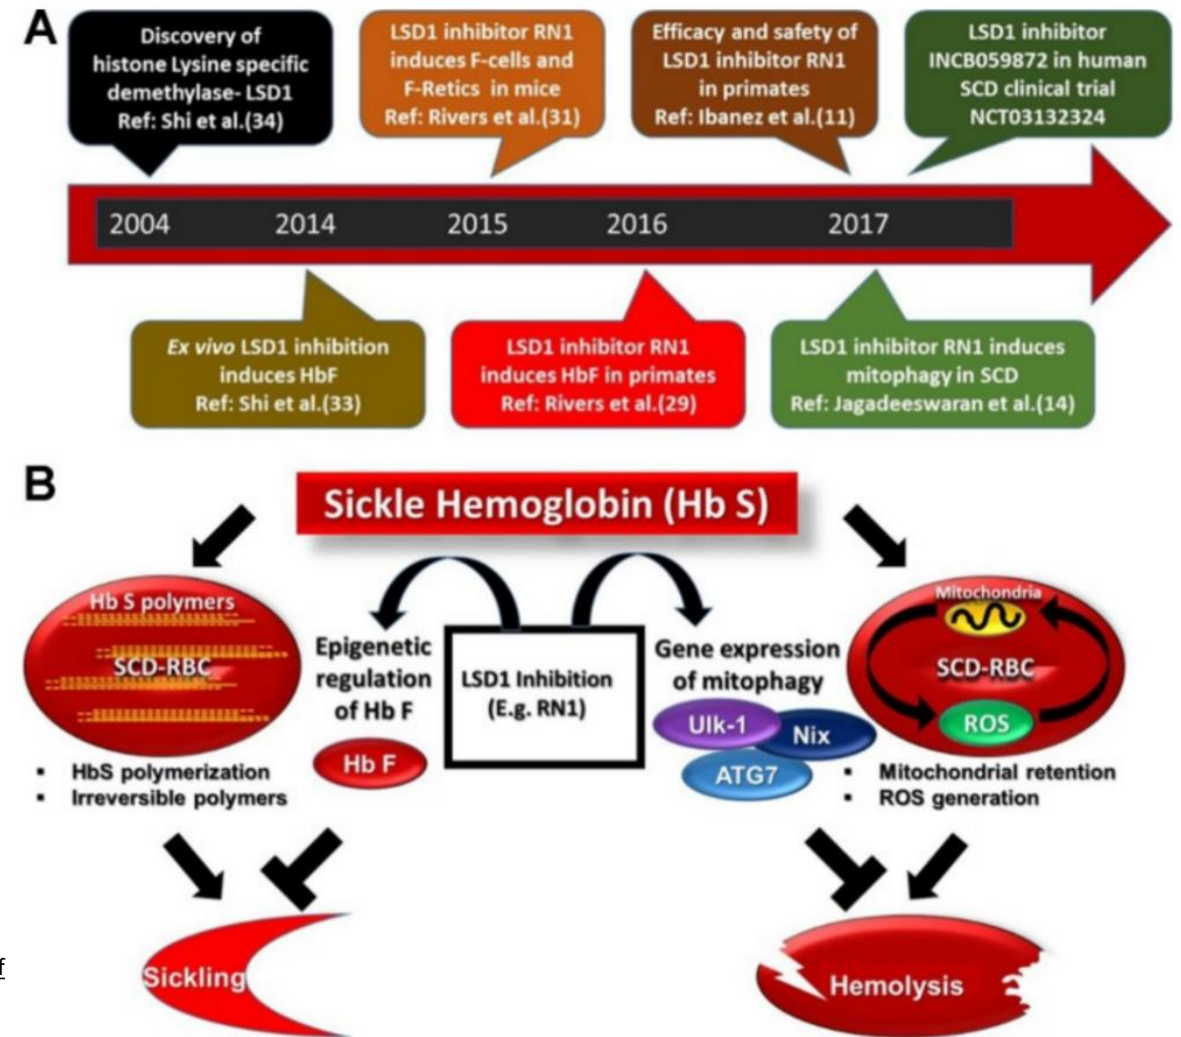 A
Discovery of
histone Lysine specific
demethylase- LSD1
Ref: Shi et al.(34)
LSD1 inhibitor RN1
induces F-cells and
F-Retics in mice
Ref: Rivers et al.(31)
Efficacy and safety of
LSD1 inhibitor RN1
in primates
Ref: Ibanez et al.(11)
LSD1 inhibitor
INCB059872 in human
SCD clinical trial
NCT03132324
2004 2014 2015 2016 2017
Ex vivo LSD1 inhibition
induces HbF
Ref: Shi et al.(33)
LSD1 inhibitor RN1
induces HbF in primates
Ref: Rivers et al.(29)
LSD1 inhibitor RN1 induces
mitophagy in SCD
Ref: Jagadeeswaran et al.(14)
B
Sickle Hemoglobin (Hb S)
Hb S polymers
SCD-RBC
▪ HbS polymerization
▪ Irreversible polymers
Epigenetic
regulation
of Hb F
Hb F
LSD1 Inhibition
(E.g. RN1)
Gene expression
of mitophagy
Ulk-1
Nix
ATG7
Mitochondria
SCD-RBC
ROS
▪ Mitochondrial retention
▪ ROS generation
f
Sickling
Hemolysis